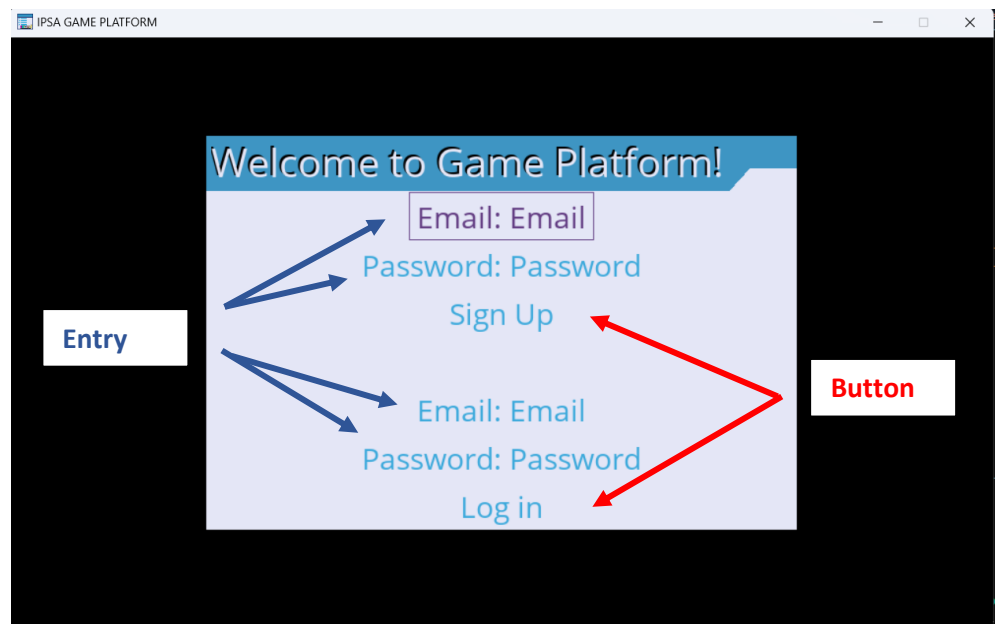 IPSA GAME PLATFORM
Welcome to Game Platform!
Email: Email
Password: Password
Sign Up
Entry
Button
Email: Email
Password: Password
Log in